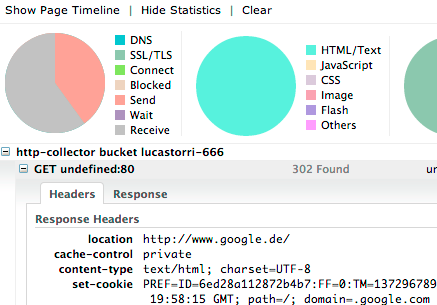 Show Page Timeline | Hide Statistics | Clear
DNS
SSL/TLS
Connect
Blocked
Send
Wait
Receive
HTML/Text
JavaScript
CSS
Image
Flash
Others
http-collector bucket lucastorri-666
GET undefined:80 302 Found
Headers Response
Response Headers
location http://www.google.de/
cache-control private
content-type text/html; charset=UTF-8
set-cookie PREF=ID=6ed28a112872b4b7:FF=0:TM=137296789
19:58:15 GMT; path=/; domain=.google.com